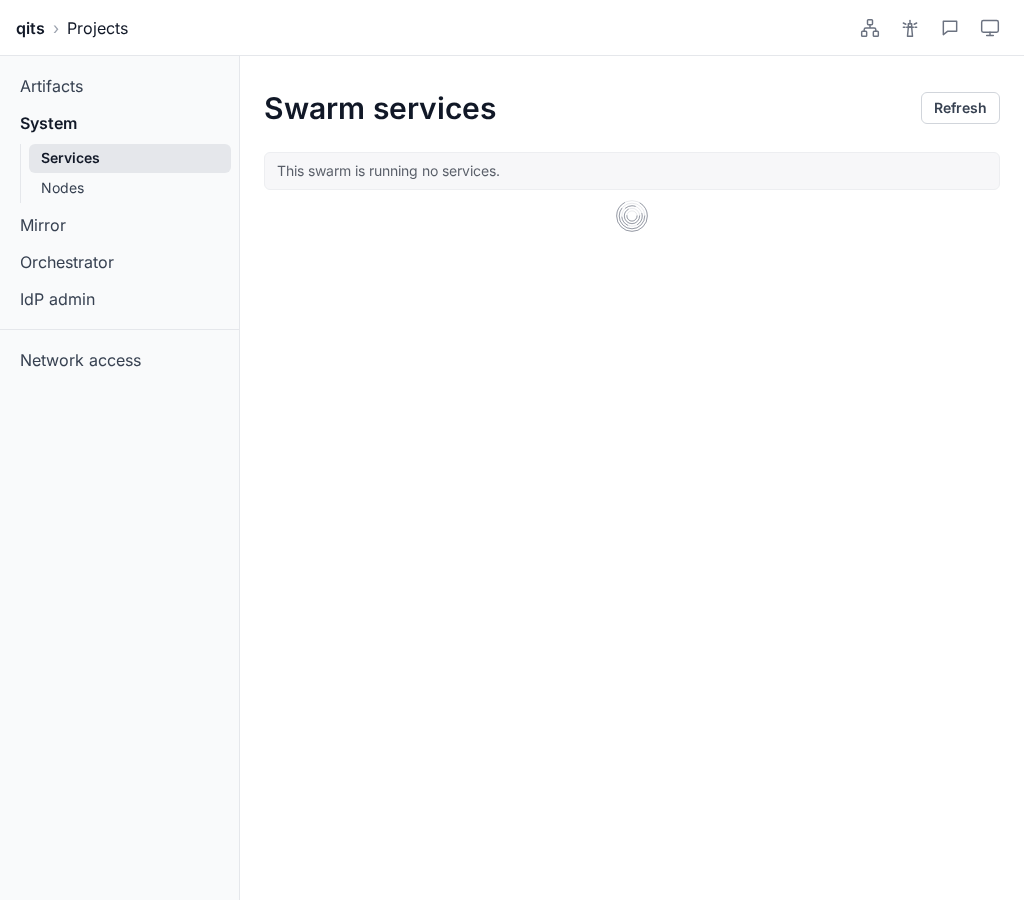 qits › Projects
Artifacts
System
Services
Nodes
Mirror
Orchestrator
IdP admin
Network access
Swarm services
Refresh
This swarm is running no services.